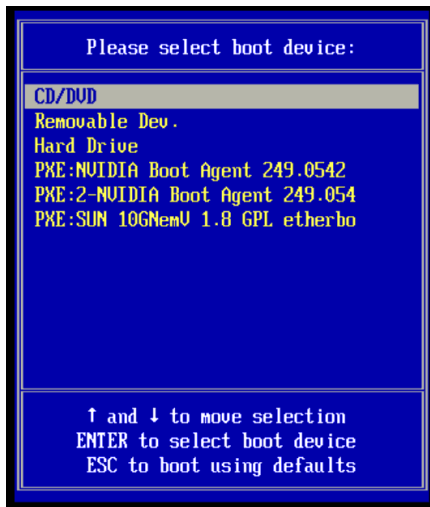 Please select boot device:
CD/DVD
Removable Dev.
Hard Drive
PXE:NVIDIA Boot Agent 249.0542
PXE:2-NVIDIA Boot Agent 249.054
PXE:SUN 10GNemV 1.8 GPL etherbo
↑ and ↓ to move selection
ENTER to select boot device
ESC to boot using defaults